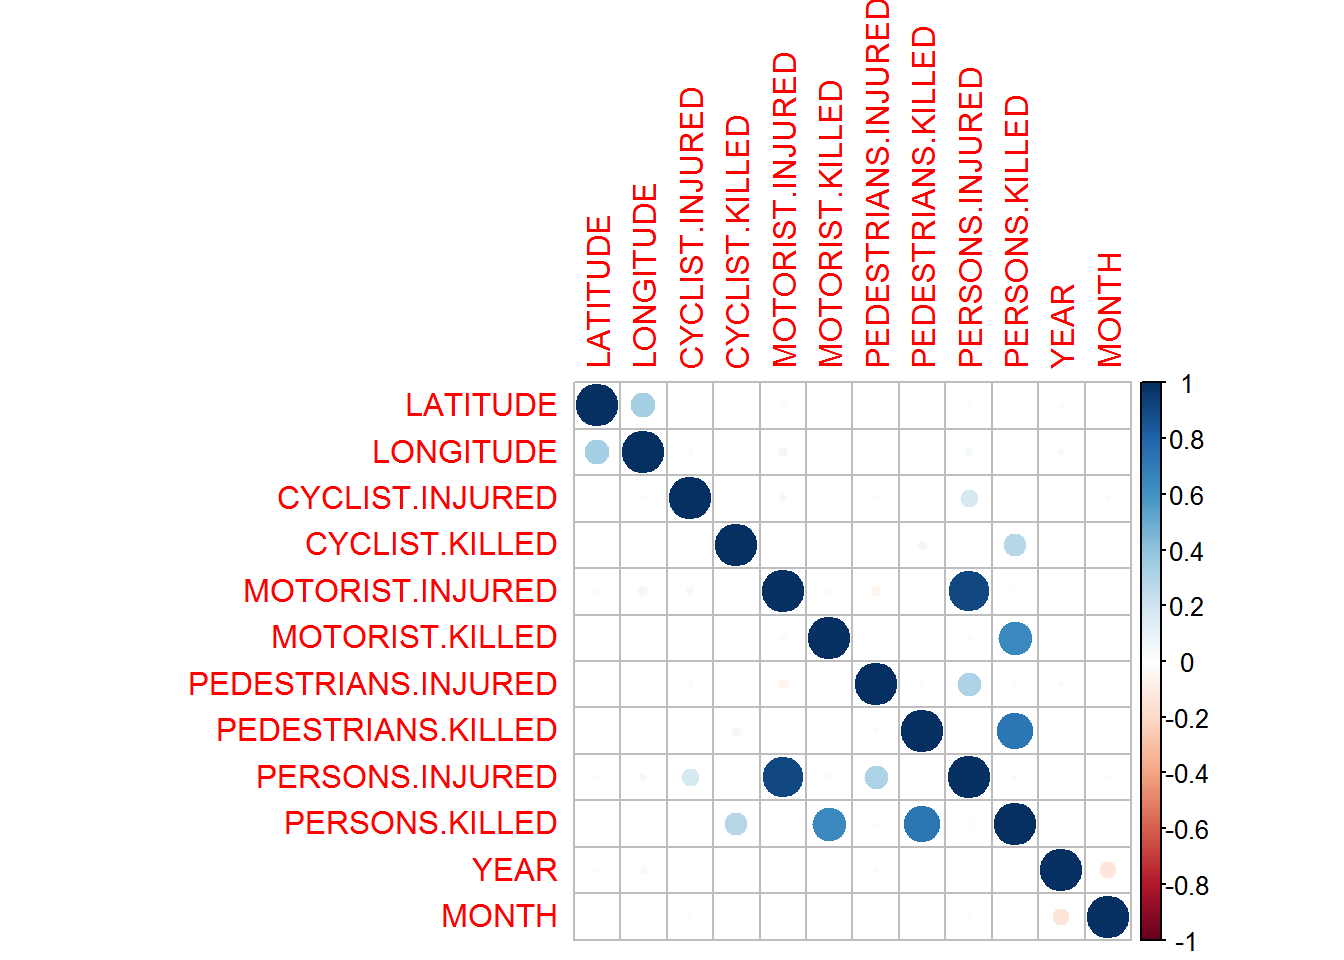 LATITUDE
LONGITUDE
CYCLIST.INJURED
CYCLIST.KILLED
MOTORIST.INJURED
MOTORIST.KILLED
PEDESTRIANS.INJURED
PEDESTRIANS.KILLED
PERSONS.INJURED
PERSONS.KILLED
YEAR
MONTH
LATITUDE
LONGITUDE
CYCLIST.INJURED
CYCLIST.KILLED
MOTORIST.INJURED
MOTORIST.KILLED
PEDESTRIANS.INJURED
PEDESTRIANS.KILLED
PERSONS.INJURED
PERSONS.KILLED
YEAR
MONTH
1
0.8
0.6
0.4
0.2
0
-0.2
-0.4
-0.6
-0.8
-1